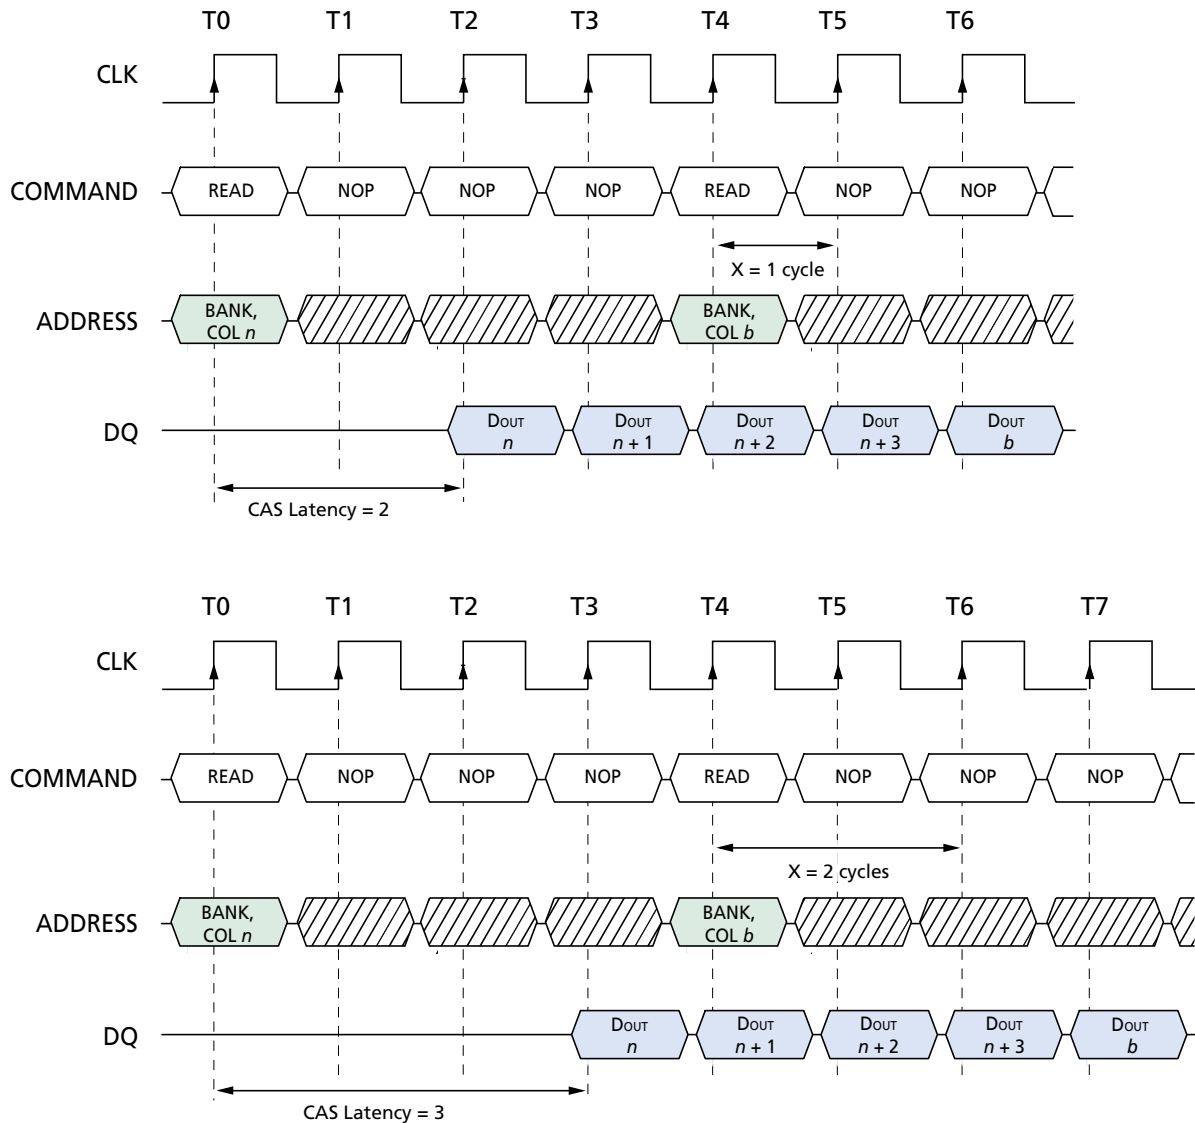 T0 T1 T2 T3 T4 T5 T6
CLK
COMMAND READ NOP NOP NOP READ NOP NOP
X = 1 cycle
ADDRESS BANK, COL n BANK, COL b
DQ DOUT n DOUT n + 1 DOUT n + 2 DOUT n + 3 DOUT b
CAS Latency = 2
T0 T1 T2 T3 T4 T5 T6 T7
CLK
COMMAND READ NOP NOP NOP READ NOP NOP NOP
X = 2 cycles
ADDRESS BANK, COL n BANK, COL b
DQ DOUT n DOUT n + 1 DOUT n + 2 DOUT n + 3 DOUT b
CAS Latency = 3